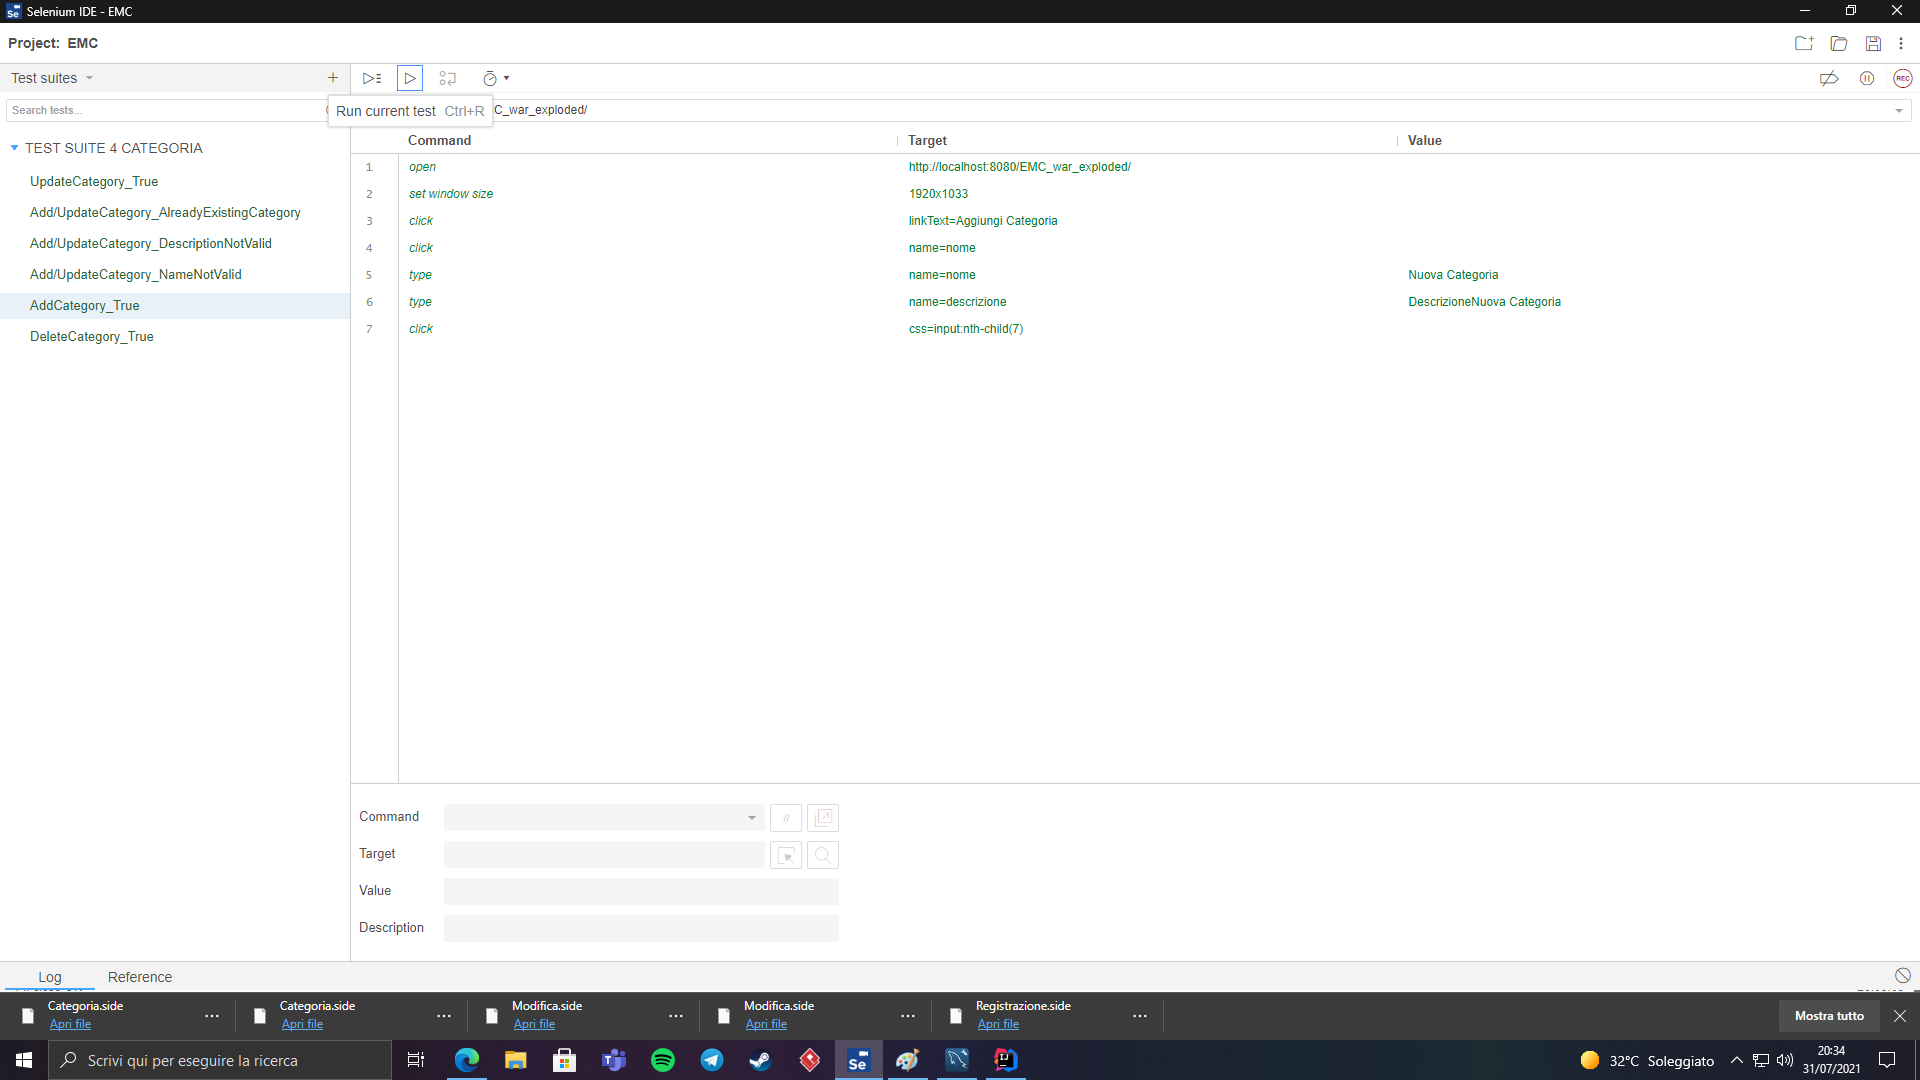 Selenium IDE - EMC
Project: EMC
Test suites
REC
Search tests...
Run current test Ctrl+R
C_war_exploded/
Command Target Value
TEST SUITE 4 CATEGORIA
UpdateCategory_True
Add/UpdateCategory_AlreadyExistingCategory
Add/UpdateCategory_DescriptionNotValid
Add/UpdateCategory_NameNotValid
AddCategory_True
DeleteCategory_True
1 open http://localhost:8080/EMC_war_exploded/
2 set window size 1920x1033
3 click linkText=Aggiungi Categoria
4 click name=nome
5 type name=nome Nuova Categoria
6 type name=descrizione DescrizioneNuova Categoria
7 click css=input:nth-child(7)
Command
//
Target
Value
Description
Log Reference
Categoria.side
Apri file
Categoria.side
Apri file
Modifica.side
Apri file
Modifica.side
Apri file
Registrazione.side
Apri file
Mostra tutto
Scrivi qui per eseguire la ricerca
Se
32°C Soleggiato
20:34
31/07/2021